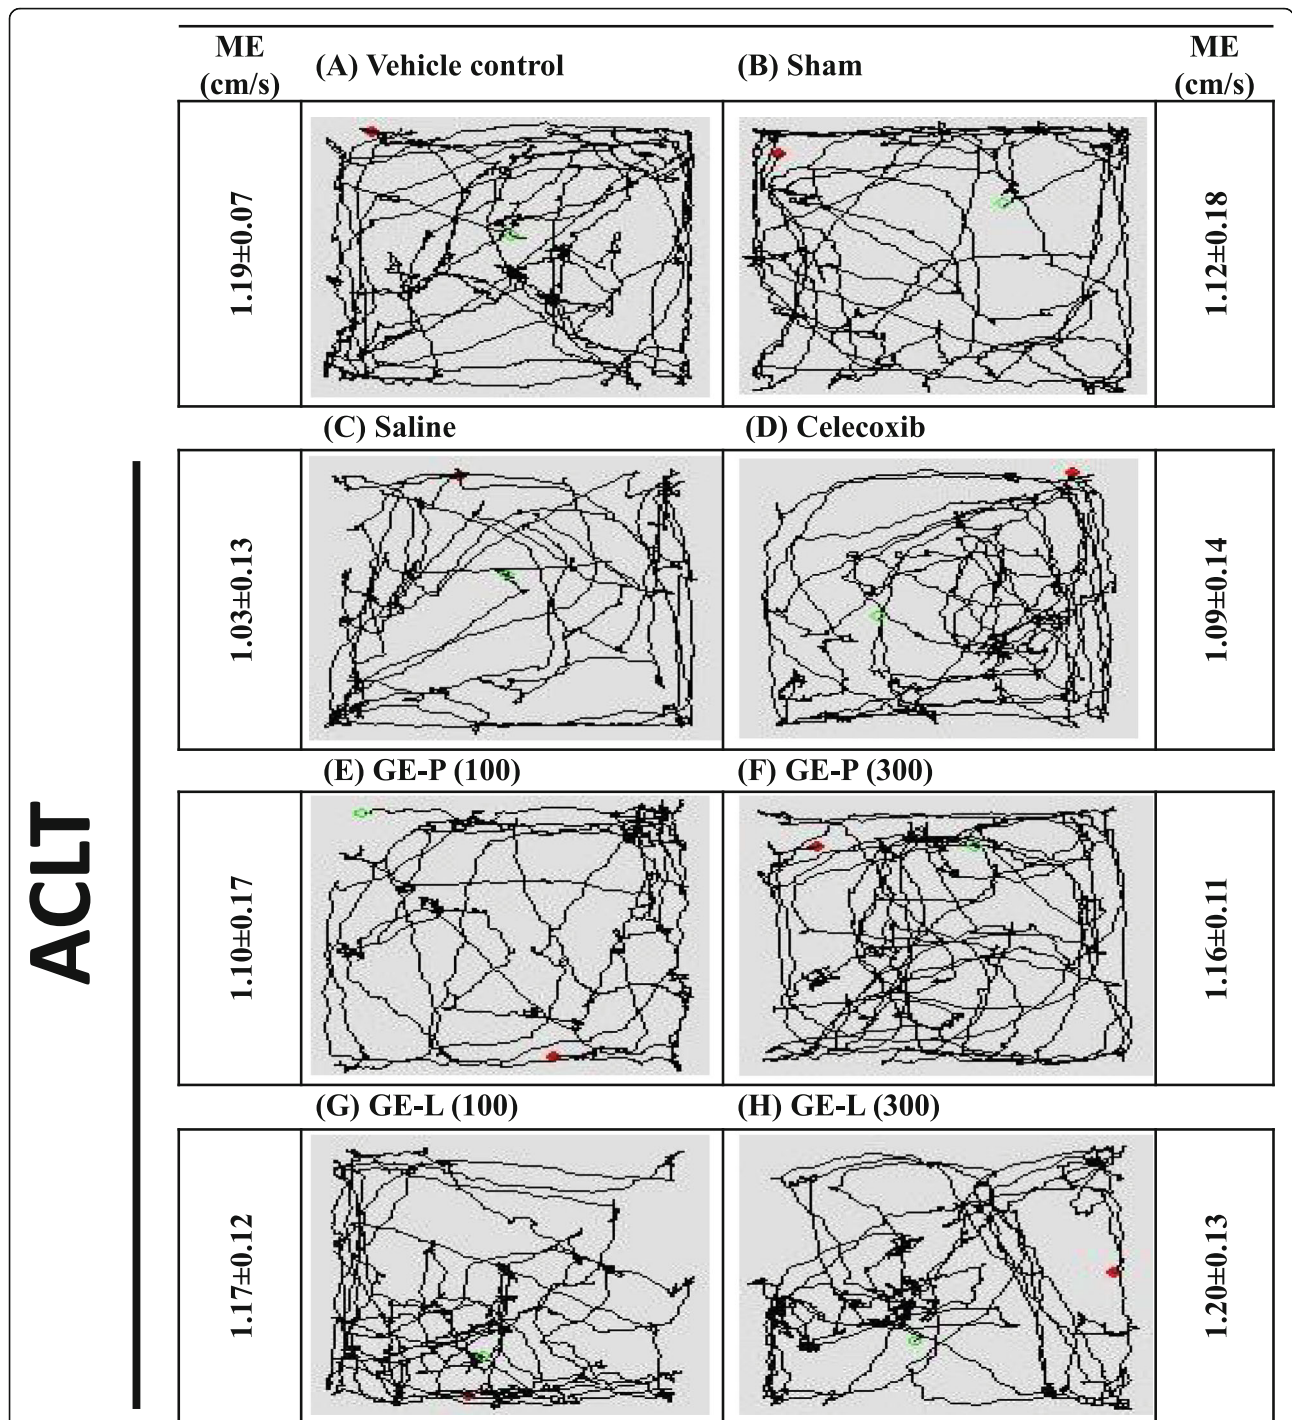 ME
(cm/s)
(A) Vehicle control
(B) Sham
ME
(cm/s)
1.19±0.07
1.12±0.18
(C) Saline
(D) Celecoxib
1.03±0.13
1.09±0.14
(E) GE-P (100)
(F) GE-P (300)
1.10±0.17
1.16±0.11
(G) GE-L (100)
(H) GE-L (300)
1.17±0.12
1.20±0.13
ACLT